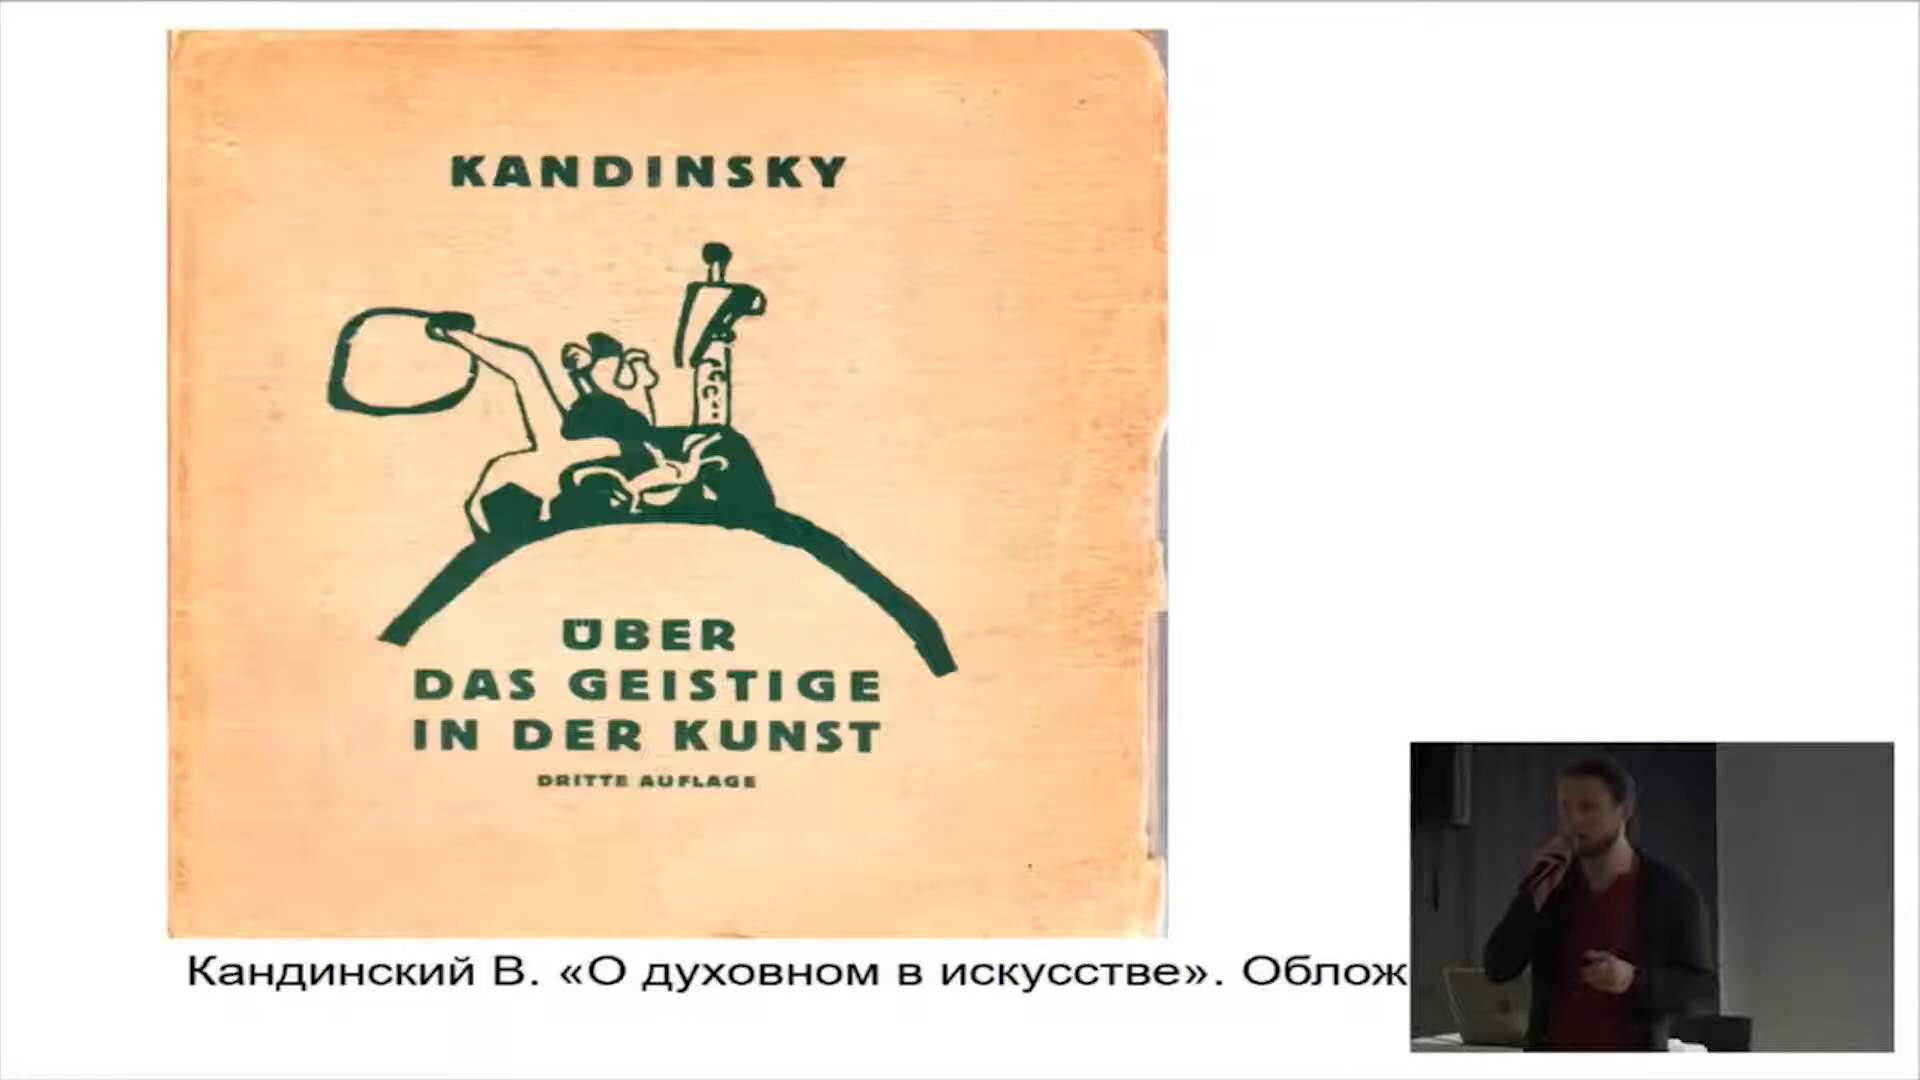 KANDINSKY
ÜBER
DAS GEISTIGE
IN DER KUNST
DRITTE AUFLAGE
Кандинский В. «О духовном в искусстве». Облож